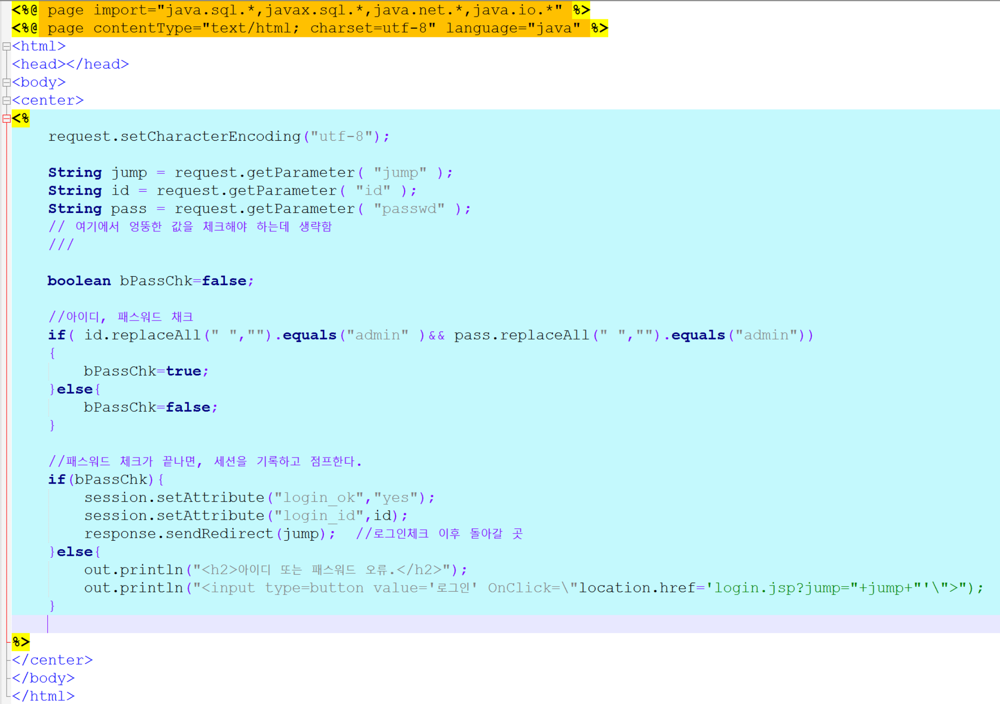 <%@ page import="java.sql.*,javax.sql.*,java.net.*,java.io.*" %>
<%@ page contentType="text/html; charset=utf-8" language="java" %>
<html>
<head></head>
<body>
<center>
<%
request.setCharacterEncoding("utf-8");
String jump = request.getParameter( "jump" );
String id = request.getParameter( "id" );
String pass = request.getParameter( "passwd" );
// 여기에서 엉뚱한 값을 체크해야 하는데 생략함
///
boolean bPassChk=false;
//아이디, 패스워드 채크
if( id.replaceAll(" ","").equals("admin" )&& pass.replaceAll(" ","").equals("admin"))
{
bPassChk=true;
}else{
bPassChk=false;
}
//패스워드 체크가 끝나면, 세션을 기록하고 점프한다.
if(bPassChk){
session.setAttribute("login_ok","yes");
session.setAttribute("login_id",id);
response.sendRedirect(jump); //로그인체크 이후 돌아갈 곳
}else{
out.println("<h2>아이디 또는 패스워드 오류.</h2>");
out.println("<input type=button value='로그인' OnClick=\"location.href='login.jsp?jump="+jump+"'\">");
}
%>
</center>
</body>
</html>